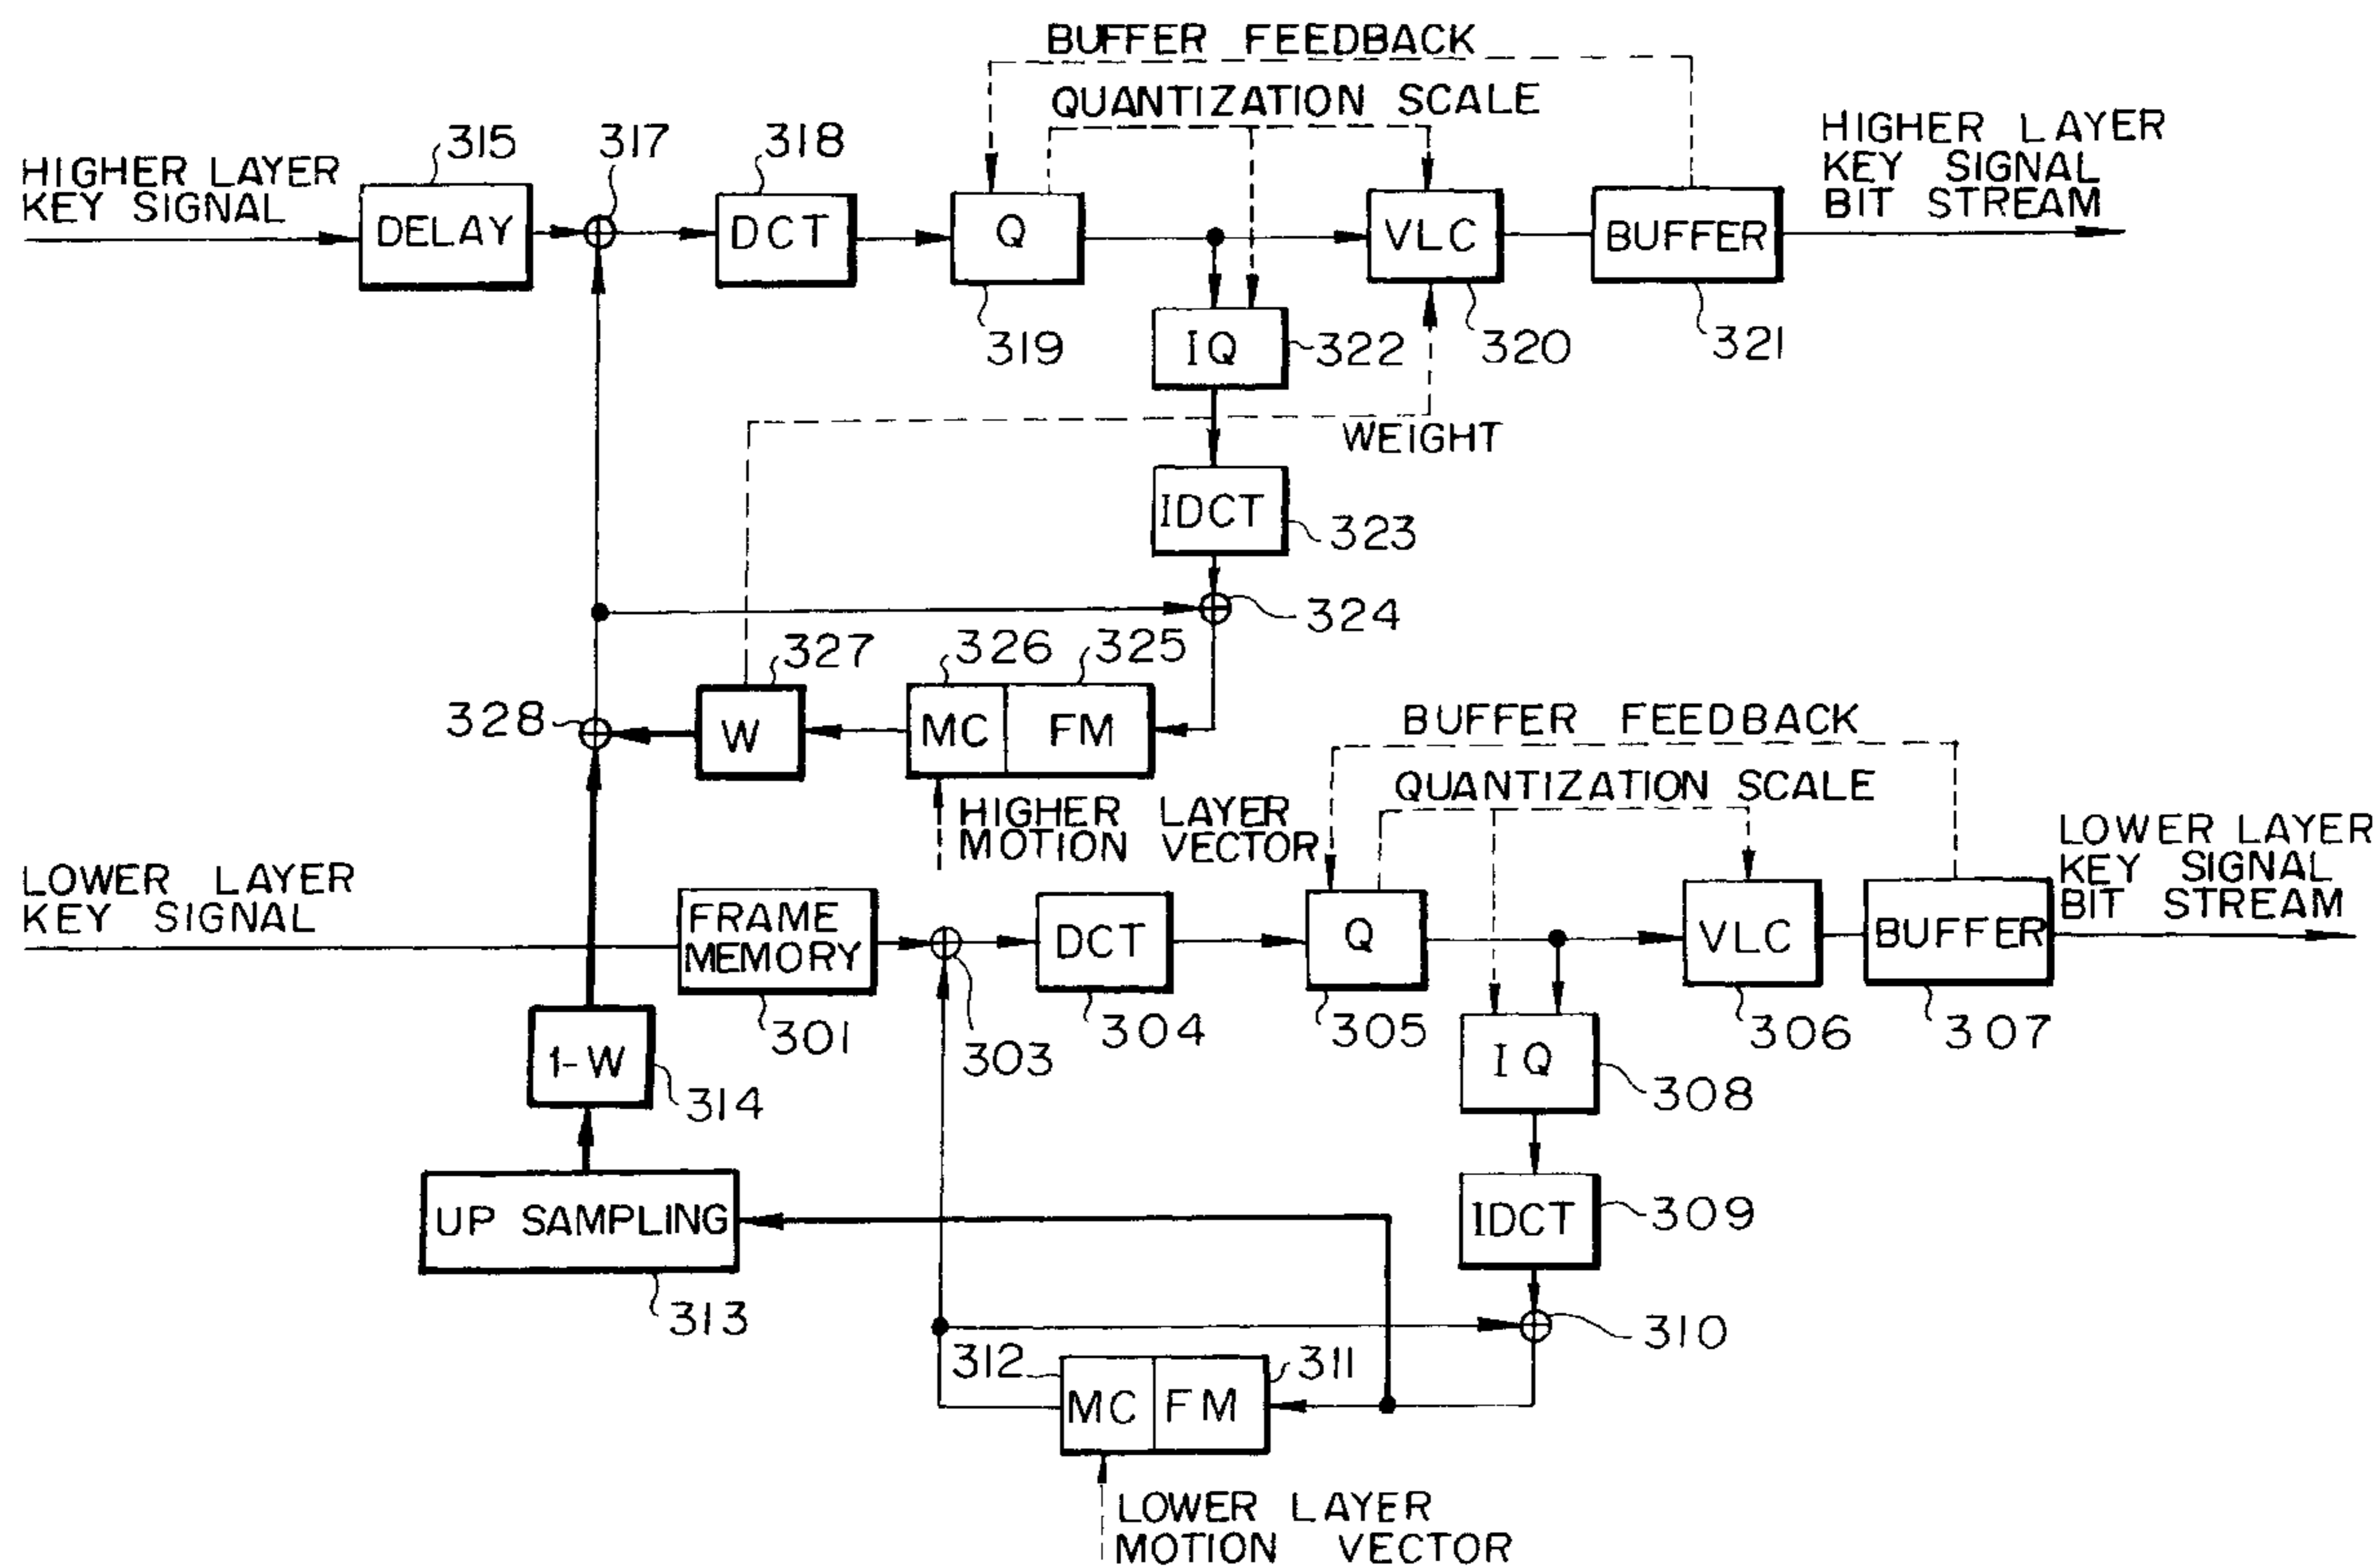 BUFFER FEEDBACK
QUANTIZATION SCALE
HIGHER LAYER
KEY SIGNAL
315
317
318
HIGHER LAYER
KEY SIGNAL
BIT STREAM
DELAY
DCT
Q
VLC
BUFFER
319
IQ
322
320
321
WEIGHT
IDCT
323
324
327
326
325
328
W
MC
FM
BUFFER FEEDBACK
QUANTIZATION SCALE
HIGHER LAYER
MOTION VECTOR
LOWER LAYER
KEY SIGNAL
LOWER LAYER
KEY SIGNAL
BIT STREAM
FRAME
MEMORY
DCT
Q
VLC
BUFFER
301
303
304
305
306
307
1-W
314
IQ
308
UP SAMPLING
313
IDCT
309
310
312
311
MC
FM
LOWER LAYER
MOTION VECTOR